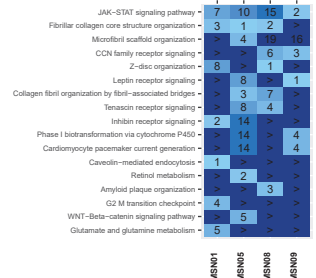 JAK−STAT signaling pathway 7 10 15 2
Fibrillar collagen core structure organization 3 1 2 >
Microfibril scaffold organization > 4 19 16
CCN family receptor signaling > > 6 3
Z−disc organization 8 > 1 >
Leptin receptor signaling > 8 > 1
Collagen fibril organization by fibril−associated bridges > 3 7 >
Tenascin receptor signaling > 8 4 >
Inhibin receptor signaling 2 14 > >
Phase I biotransformation via cytochrome P450 > 14 > 4
Cardiomyocyte pacemaker current generation > 14 > 4
Caveolin−mediated endocytosis 1 > > >
Retinol metabolism > 2 > >
Amyloid plaque organization > > 3 >
G2 M transition checkpoint 4 > > >
WNT−Beta−catenin signaling pathway > 5 > >
Glutamate and glutamine metabolism 5 > > >
MSN01 MSN05 MSN08 MSN09